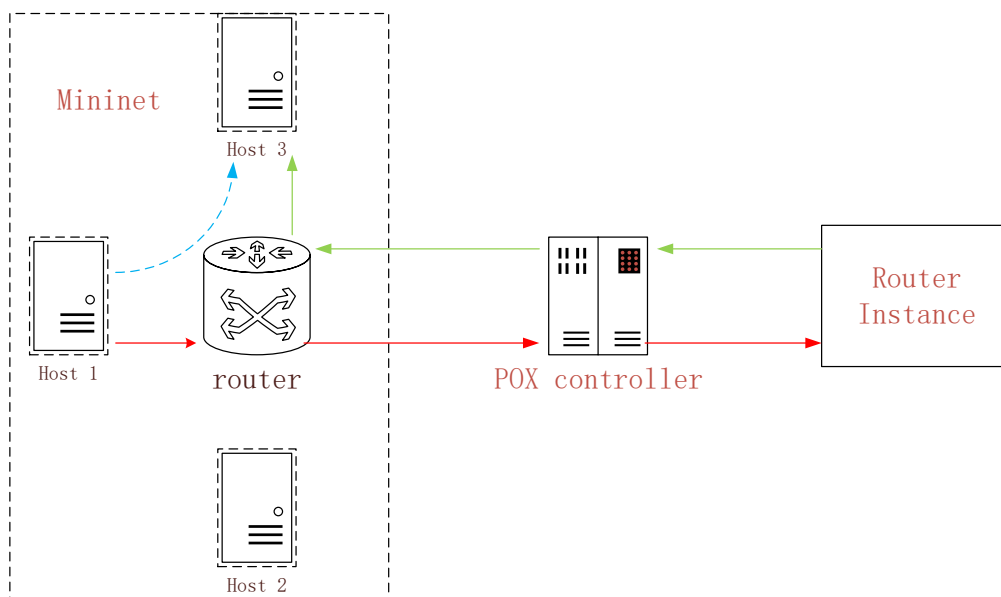 Mininet
Host 3
Host 1
router
POX controller
Router
Instance
Host 2